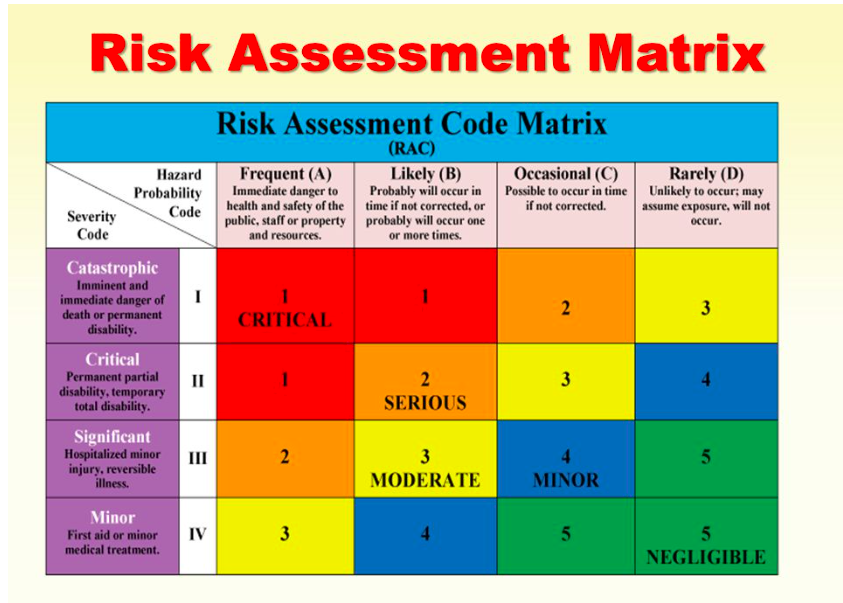 Risk Assessment Matrix
Risk Assessment Code Matrix
(RAC)
Hazard
Probability
Code
Severity
Code
Frequent (A)
Immediate danger to
health and safety of the
public, staff or property
and resources.
Likely (B)
Probably will occur in
time if not corrected, or
probably will occur one
or more times.
Occasional (C)
Possible to occur in time
if not corrected.
Rarely (D)
Unlikely to occur; may
assume exposure, will not
occur.
Catastrophic
Imminent and
immediate danger of
death or permanent
disability.
I
1
CRITICAL
1
2
3
Critical
Permanent partial
disability, temporary
total disability.
II
1
2
SERIOUS
3
4
Significant
Hospitalized minor
injury, reversible
illness.
III
2
3
MODERATE
4
MINOR
5
Minor
First aid or minor
medical treatment.
IV
3
4
5
5
NEGLIGIBLE